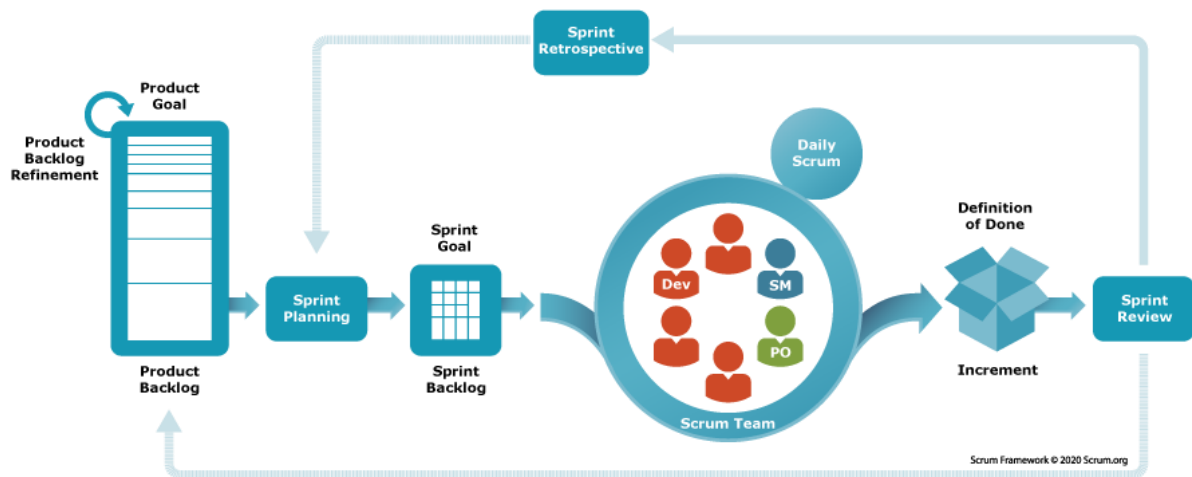 Sprint
Retrospective
Product
Goal
Product
Backlog
Refinement
Daily
Scrum
Definition
of Done
Sprint
Goal
Dev
SM
Sprint
Planning
Sprint
Review
PO
Product
Backlog
Sprint
Backlog
Increment
Scrum Team
Scrum Framework © 2020 Scrum.org